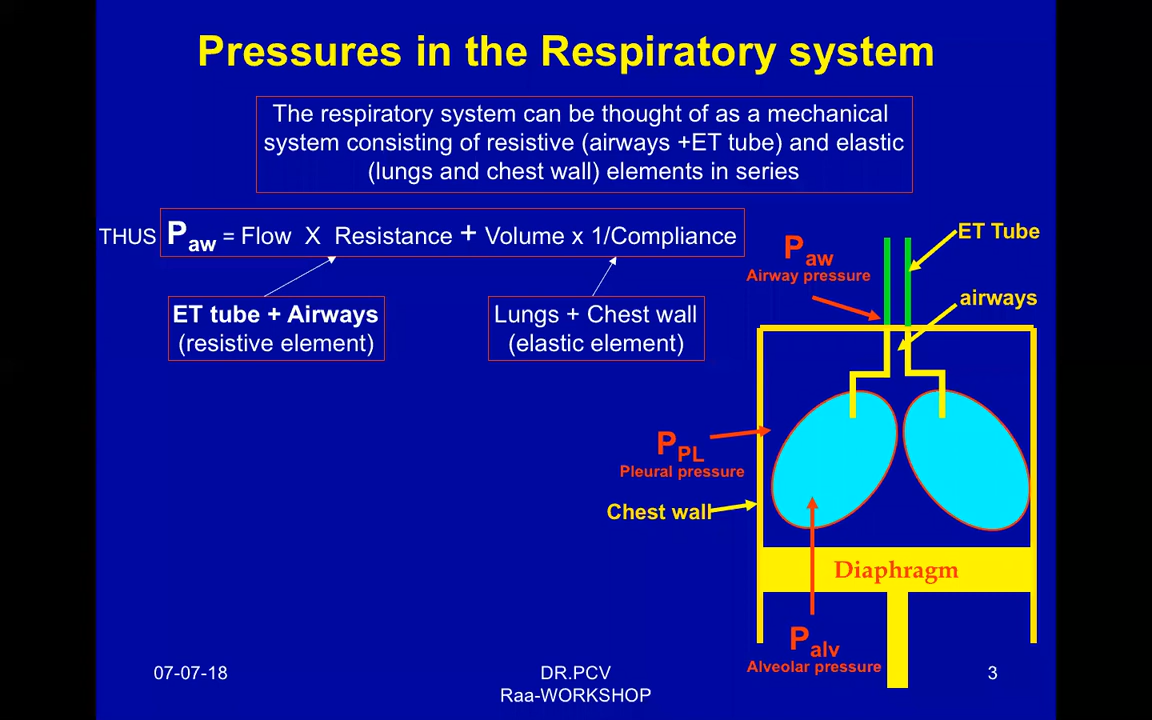 Pressures in the Respiratory system
The respiratory system can be thought of as a mechanical
system consisting of resistive (airways +ET tube) and elastic
(lungs and chest wall) elements in series
THUS Paw = Flow X Resistance + Volume x 1/Compliance
ET tube + Airways
(resistive element)
Lungs + Chest wall
(elastic element)
Paw
Airway pressure
ET Tube
airways
PPL
Pleural pressure
Chest wall
Diaphragm
Palv
Alveolar pressure
07-07-18
DR.PCV
Raa-WORKSHOP
3